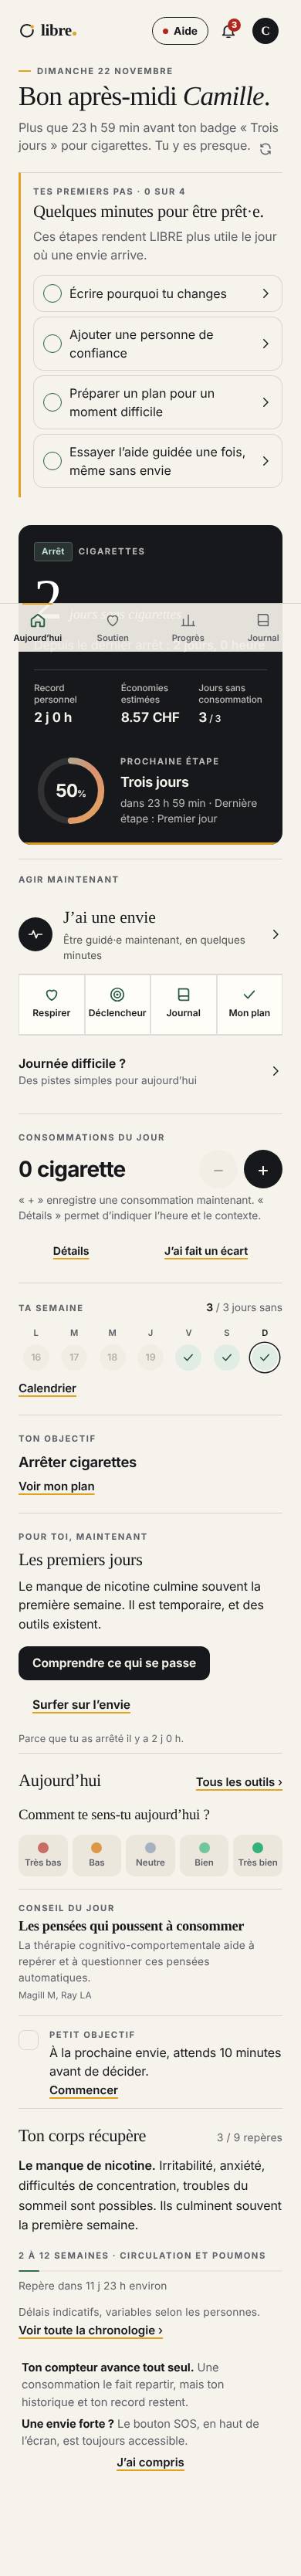 libre.
Aide
3
C
DIMANCHE 22 NOVEMBRE
Bon après-midi Camille.
Plus que 23 h 59 min avant ton badge « Trois
jours » pour cigarettes. Tu y es presque.
TES PREMIERS PAS · 0 SUR 4
Quelques minutes pour être prêt·e.
Ces étapes rendent LIBRE plus utile le jour
où une envie arrive.
Écrire pourquoi tu changes
Ajouter une personne de
confiance
Préparer un plan pour un
moment difficile
Essayer l’aide guidée une fois,
même sans envie
Arrêt CIGARETTES
2 jours sans cigarettes.
Aujourd’hui Soutien Progrès Journal
Depuis le dernier arrêt : 2 jours, 0 heure
Record
personnel
2 j 0 h
Économies
estimées
8.57 CHF
Jours sans
consommation
3 / 3
50%
PROCHAINE ÉTAPE
Trois jours
dans 23 h 59 min · Dernière
étape : Premier jour
AGIR MAINTENANT
J’ai une envie
Être guidé·e maintenant, en quelques
minutes
Respirer Déclencheur Journal Mon plan
Journée difficile ?
Des pistes simples pour aujourd’hui
CONSOMMATIONS DU JOUR
0 cigarette
− +
« + » enregistre une consommation maintenant. «
Détails » permet d’indiquer l’heure et le contexte.
Détails J’ai fait un écart
TA SEMAINE 3 / 3 jours sans
L M M J V S D
16 17 18 19
Calendrier
TON OBJECTIF
Arrêter cigarettes
Voir mon plan
POUR TOI, MAINTENANT
Les premiers jours
Le manque de nicotine culmine souvent la
première semaine. Il est temporaire, et des
outils existent.
Comprendre ce qui se passe
Surfer sur l’envie
Parce que tu as arrêté il y a 2 j 0 h.
Aujourd’hui Tous les outils ›
Comment te sens-tu aujourd’hui ?
Très bas Bas Neutre Bien Très bien
CONSEIL DU JOUR
Les pensées qui poussent à consommer
La thérapie cognitivo-comportementale aide à
repérer et à questionner ces pensées
automatiques.
Magill M, Ray LA
PETIT OBJECTIF
À la prochaine envie, attends 10 minutes
avant de décider.
Commencer
Ton corps récupère 3 / 9 repères
Le manque de nicotine. Irritabilité, anxiété,
difficultés de concentration, troubles du
sommeil sont possibles. Ils culminent souvent
la première semaine.
2 À 12 SEMAINES · CIRCULATION ET POUMONS
Repère dans 11 j 23 h environ
Délais indicatifs, variables selon les personnes.
Voir toute la chronologie ›
Ton compteur avance tout seul. Une
consommation le fait repartir, mais ton
historique et ton record restent.
Une envie forte ? Le bouton SOS, en haut de
l’écran, est toujours accessible.
J’ai compris